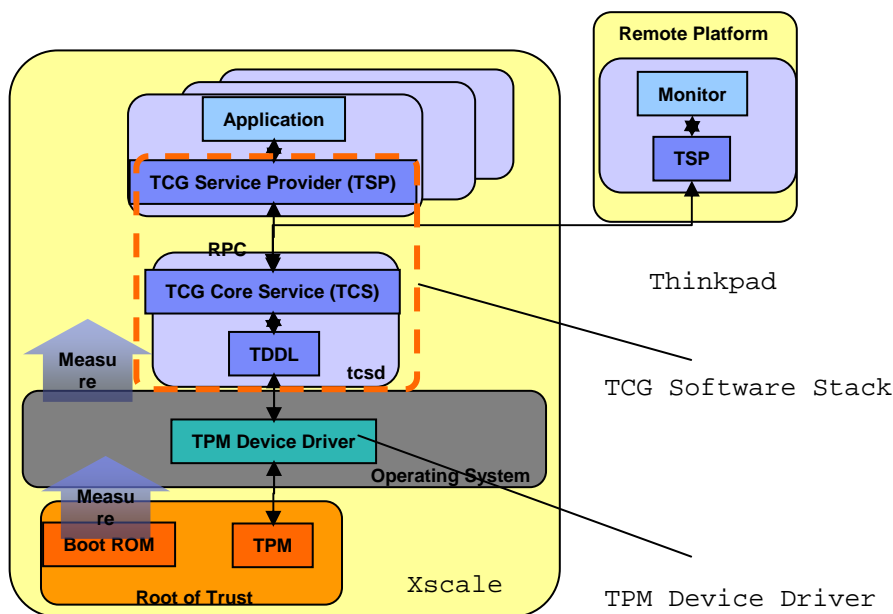 Remote Platform
Monitor
TSP
Application
TCG Service Provider (TSP)
RPC
TCG Core Service (TCS)
TDDL
tcsd
Thinkpad
TCG Software Stack
Measu
re
TPM Device Driver
Operating System
Measu
re
Boot ROM
TPM
Root of Trust
Xscale
TPM Device Driver